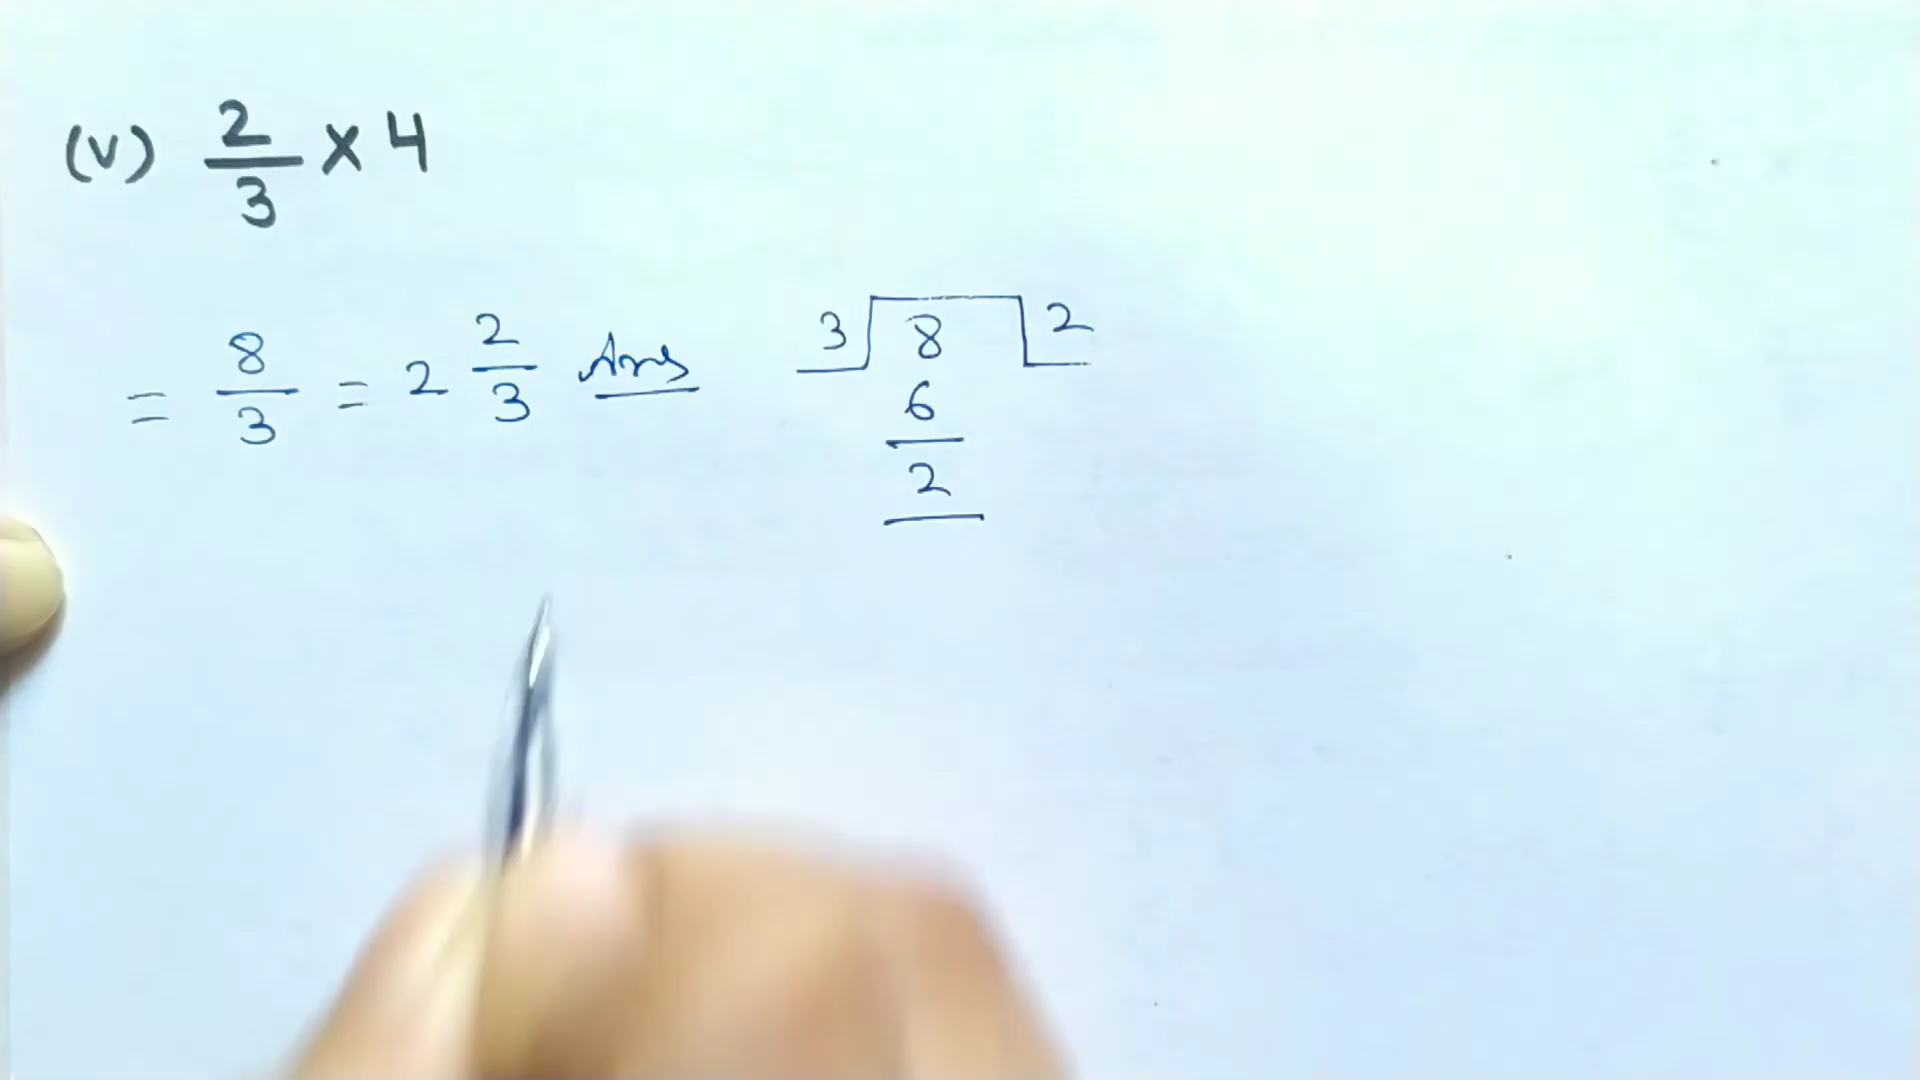 (v) 2/3 × 4
= 8/3 = 2 2/3 Ans
3 8 2
6
2